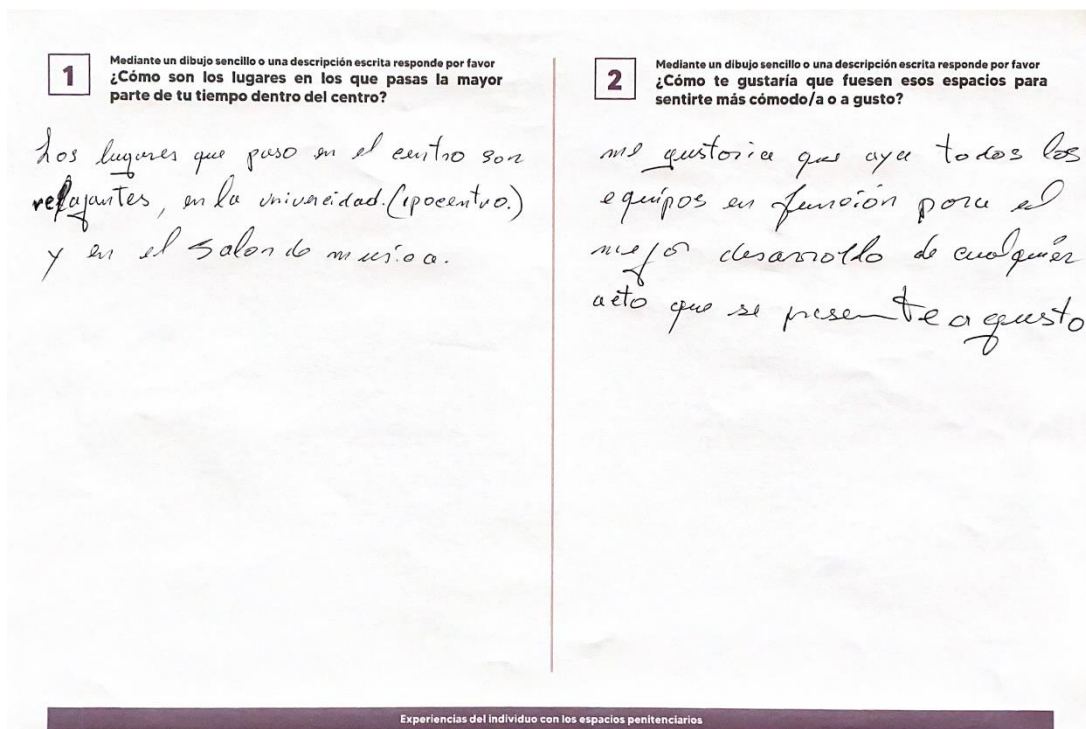 1
Mediante un dibujo sencillo o una descripción escrita responde por favor
¿Cómo son los lugares en los que pasas la mayor
parte de tu tiempo dentro del centro?
Los lugares que paso en el centro son
relajantes, en la univercidad. (ipocentro.)
y en el salon de musica.
2
Mediante un dibujo sencillo o una descripción escrita responde por favor
¿Cómo te gustaría que fuesen esos espacios para
sentirte más cómodo/a o a gusto?
me gustaria que aya todos los
equipos en función para el
mejor desarrollo de cualquier
acto que se presente a gusto
Experiencias del individuo con los espacios penitenciarios